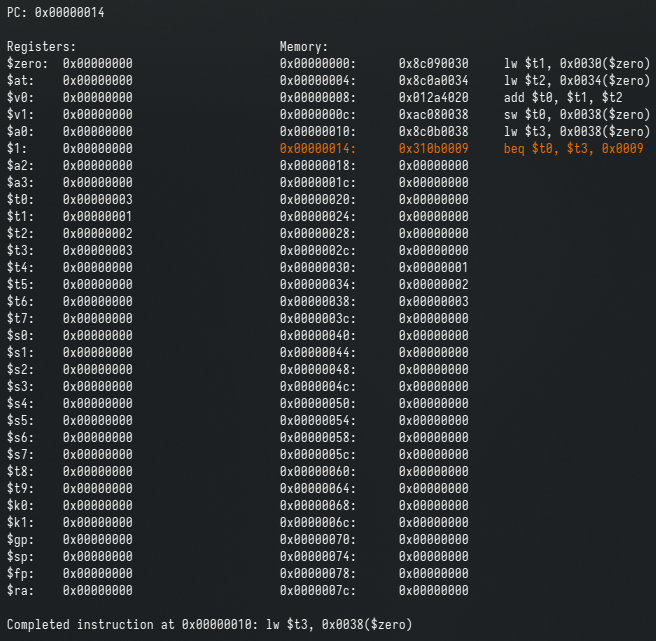 PC: 0x00000014
Registers: Memory:
$zero: 0x00000000 0x00000000: 0x8c090030 lw $t1, 0x0030($zero)
$at: 0x00000000 0x00000004: 0x8c0a0034 lw $t2, 0x0034($zero)
$v0: 0x00000000 0x00000008: 0x012a4020 add $t0, $t1, $t2
$v1: 0x00000000 0x0000000c: 0xac080038 sw $t0, 0x0038($zero)
$a0: 0x00000000 0x00000010: 0x8c0b0038 lw $t3, 0x0038($zero)
$1: 0x00000000 0x00000014: 0x310b0009 beq $t0, $t3, 0x0009
$a2: 0x00000000 0x00000018: 0x00000000
$a3: 0x00000000 0x0000001c: 0x00000000
$t0: 0x00000003 0x00000020: 0x00000000
$t1: 0x00000001 0x00000024: 0x00000000
$t2: 0x00000002 0x00000028: 0x00000000
$t3: 0x00000003 0x0000002c: 0x00000000
$t4: 0x00000000 0x00000030: 0x00000001
$t5: 0x00000000 0x00000034: 0x00000002
$t6: 0x00000000 0x00000038: 0x00000003
$t7: 0x00000000 0x0000003c: 0x00000000
$s0: 0x00000000 0x00000040: 0x00000000
$s1: 0x00000000 0x00000044: 0x00000000
$s2: 0x00000000 0x00000048: 0x00000000
$s3: 0x00000000 0x0000004c: 0x00000000
$s4: 0x00000000 0x00000050: 0x00000000
$s5: 0x00000000 0x00000054: 0x00000000
$s6: 0x00000000 0x00000058: 0x00000000
$s7: 0x00000000 0x0000005c: 0x00000000
$t8: 0x00000000 0x00000060: 0x00000000
$t9: 0x00000000 0x00000064: 0x00000000
$k0: 0x00000000 0x00000068: 0x00000000
$k1: 0x00000000 0x0000006c: 0x00000000
$gp: 0x00000000 0x00000070: 0x00000000
$sp: 0x00000000 0x00000074: 0x00000000
$fp: 0x00000000 0x00000078: 0x00000000
$ra: 0x00000000 0x0000007c: 0x00000000
Completed instruction at 0x00000010: lw $t3, 0x0038($zero)